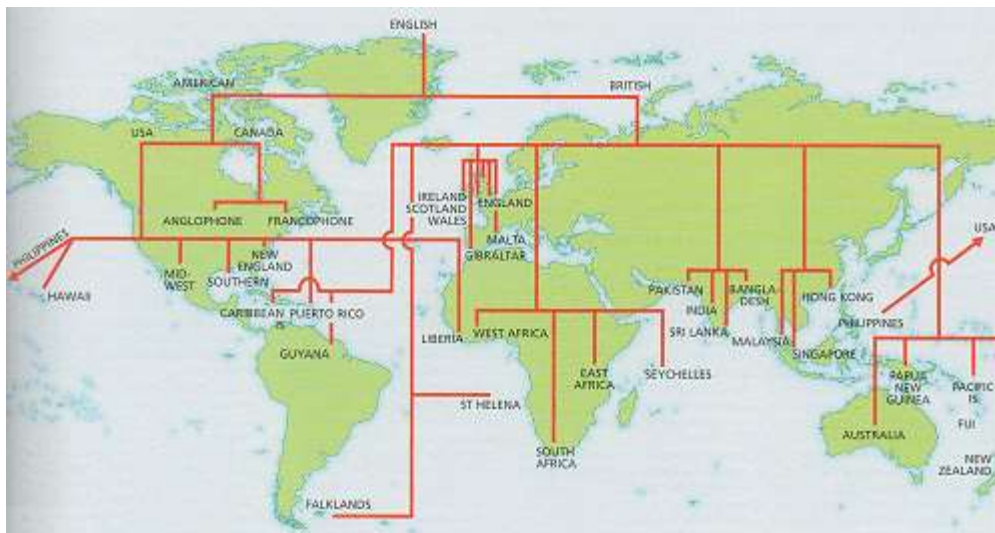 ENGLISH
AMERICAN
BRITISH
USA
CANADA
ANGLOPHONE
FRANCOPHONE
IRELAND
SCOTLAND
WALES
ENGLAND
MALTA
GIBRALTAR
PHILIPPINES
HAWAII
MID-
WEST
SOUTHERN
NEW
ENGLAND
CARIBBEAN
IS
PUERTO RICO
GUYANA
LIBERIA
WEST AFRICA
EAST
AFRICA
SEYCHELLES
SOUTH
AFRICA
ST HELENA
FALKLANDS
PAKISTAN
INDIA
SRI LANKA
BANGLA-
DESH
MALAYSIA
SINGAPORE
HONG KONG
USA
PHILIPPINES
PAPUA
NEW
GUINEA
PACIFIC
IS
FIJI
AUSTRALIA
NEW
ZEALAND